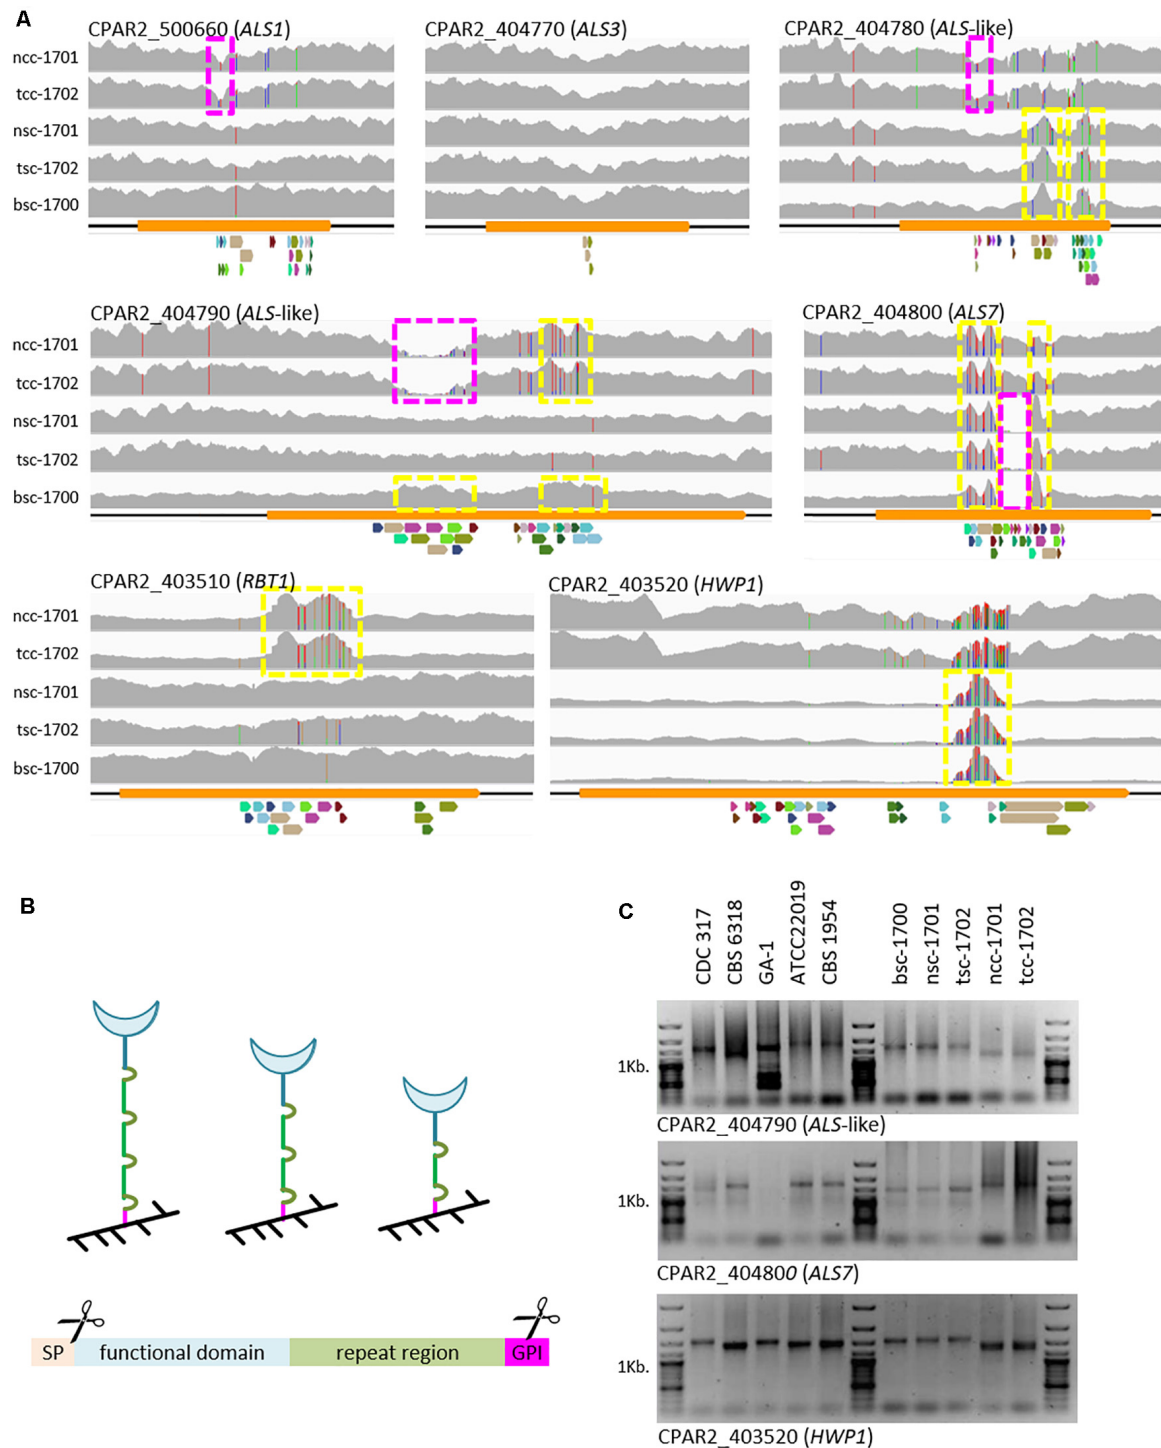 A
CPAR2_500660 (ALS1)
CPAR2_404770 (ALS3)
CPAR2_404780 (ALS-like)
ncc-1701
tcc-1702
nsc-1701
tsc-1702
bsc-1700
CPAR2_404790 (ALS-like)
CPAR2_404800 (ALS7)
ncc-1701
tcc-1702
nsc-1701
tsc-1702
bsc-1700
CPAR2_403510 (RBT1)
CPAR2_403520 (HWP1)
ncc-1701
tcc-1702
nsc-1701
tsc-1702
bsc-1700
B
SP
functional domain
repeat region
GPI
C
CDC 317
CBS 6318
GA-1
ATCC22019
CBS 1954
bsc-1700
nsc-1701
tsc-1702
ncc-1701
tcc-1702
1Kb.
CPAR2_404790 (ALS-like)
1Kb.
CPAR2_404800 (ALS7)
1Kb.
CPAR2_403520 (HWP1)